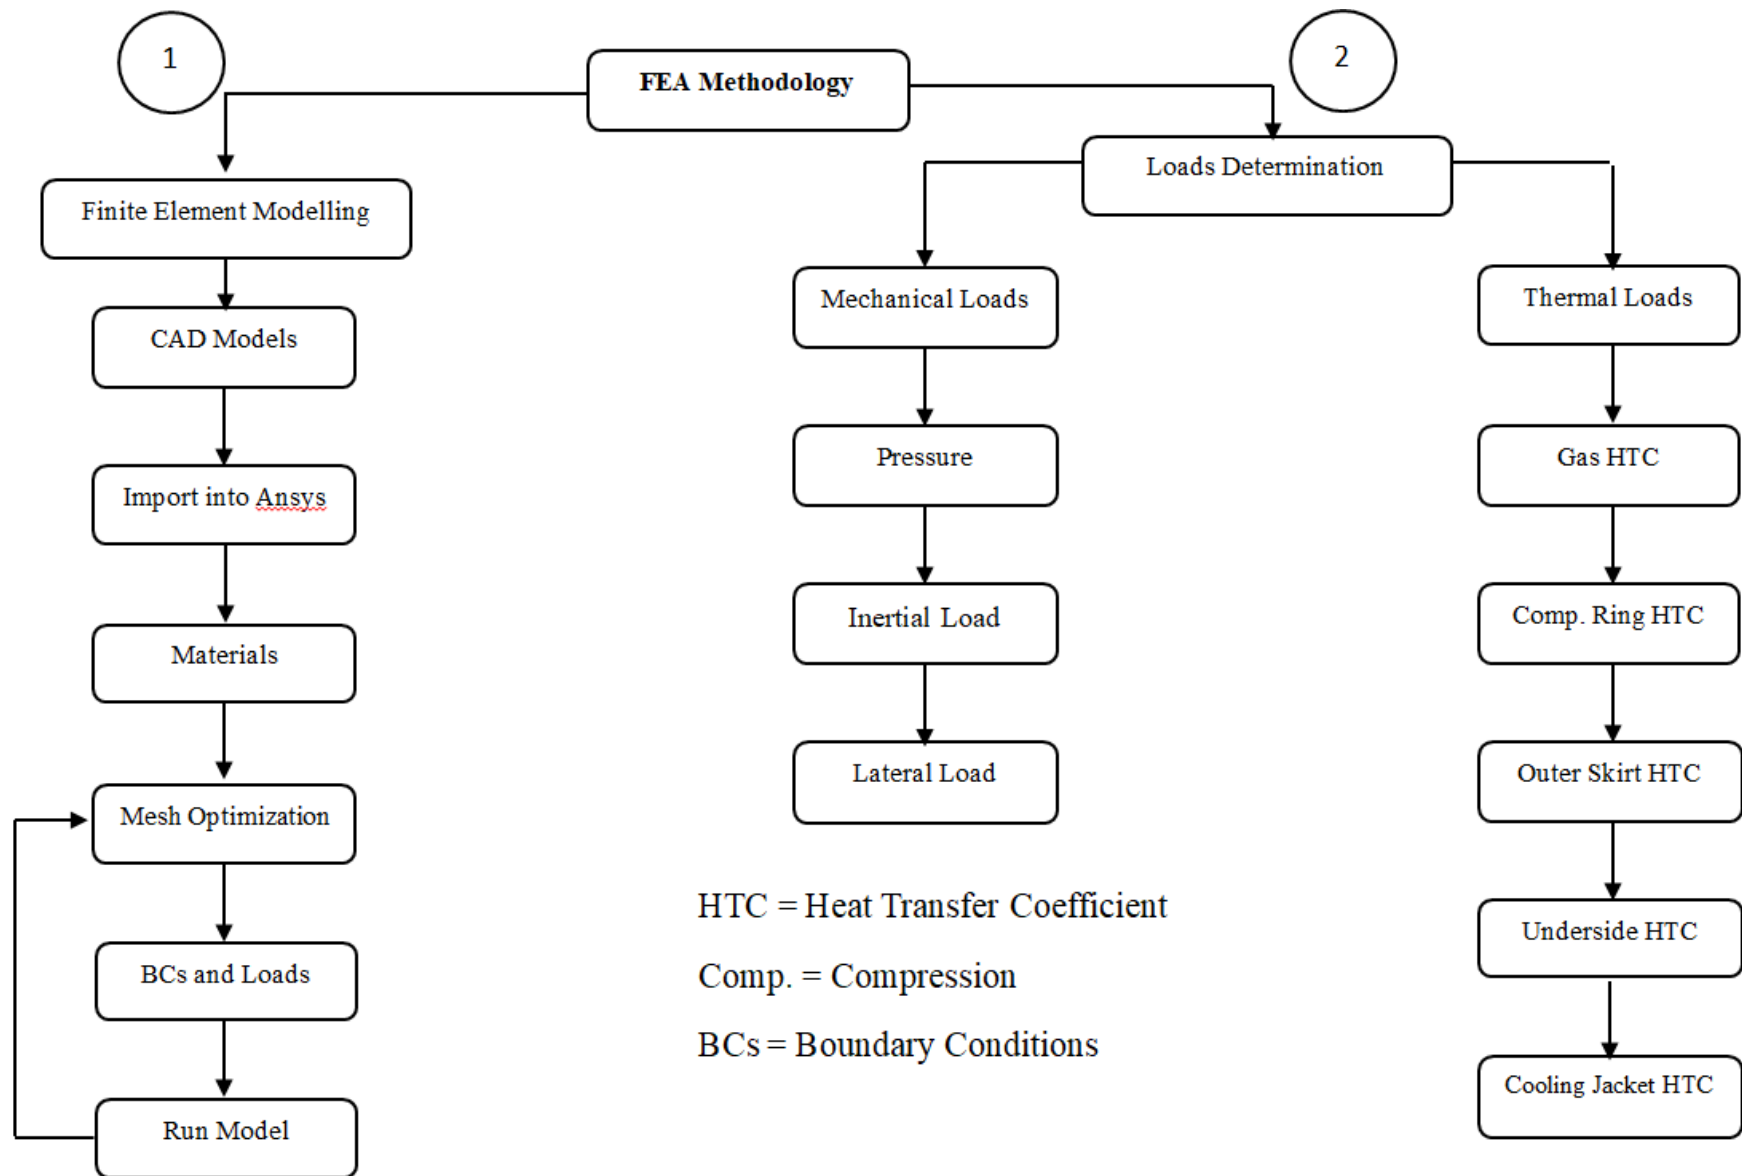 1
FEA Methodology
2
Finite Element Modelling
CAD Models
Import into Ansys
Materials
Mesh Optimization
BCs and Loads
Run Model
Loads Determination
Mechanical Loads
Pressure
Inertial Load
Lateral Load
Thermal Loads
Gas HTC
Comp. Ring HTC
Outer Skirt HTC
Underside HTC
Cooling Jacket HTC
HTC = Heat Transfer Coefficient
Comp. = Compression
BCs = Boundary Conditions